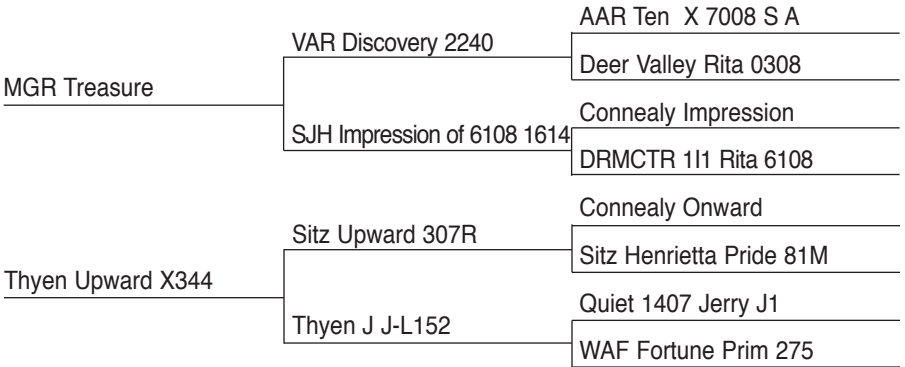 AAR Ten X 7008 S A
VAR Discovery 2240
Deer Valley Rita 0308
MGR Treasure
Connealy Impression
SJH Impression of 6108 1614
DRMCTR 1I1 Rita 6108
Connealy Onward
Sitz Upward 307R
Sitz Henrietta Pride 81M
Thyen Upward X344
Quiet 1407 Jerry J1
Thyen J J-L152
WAF Fortune Prim 275